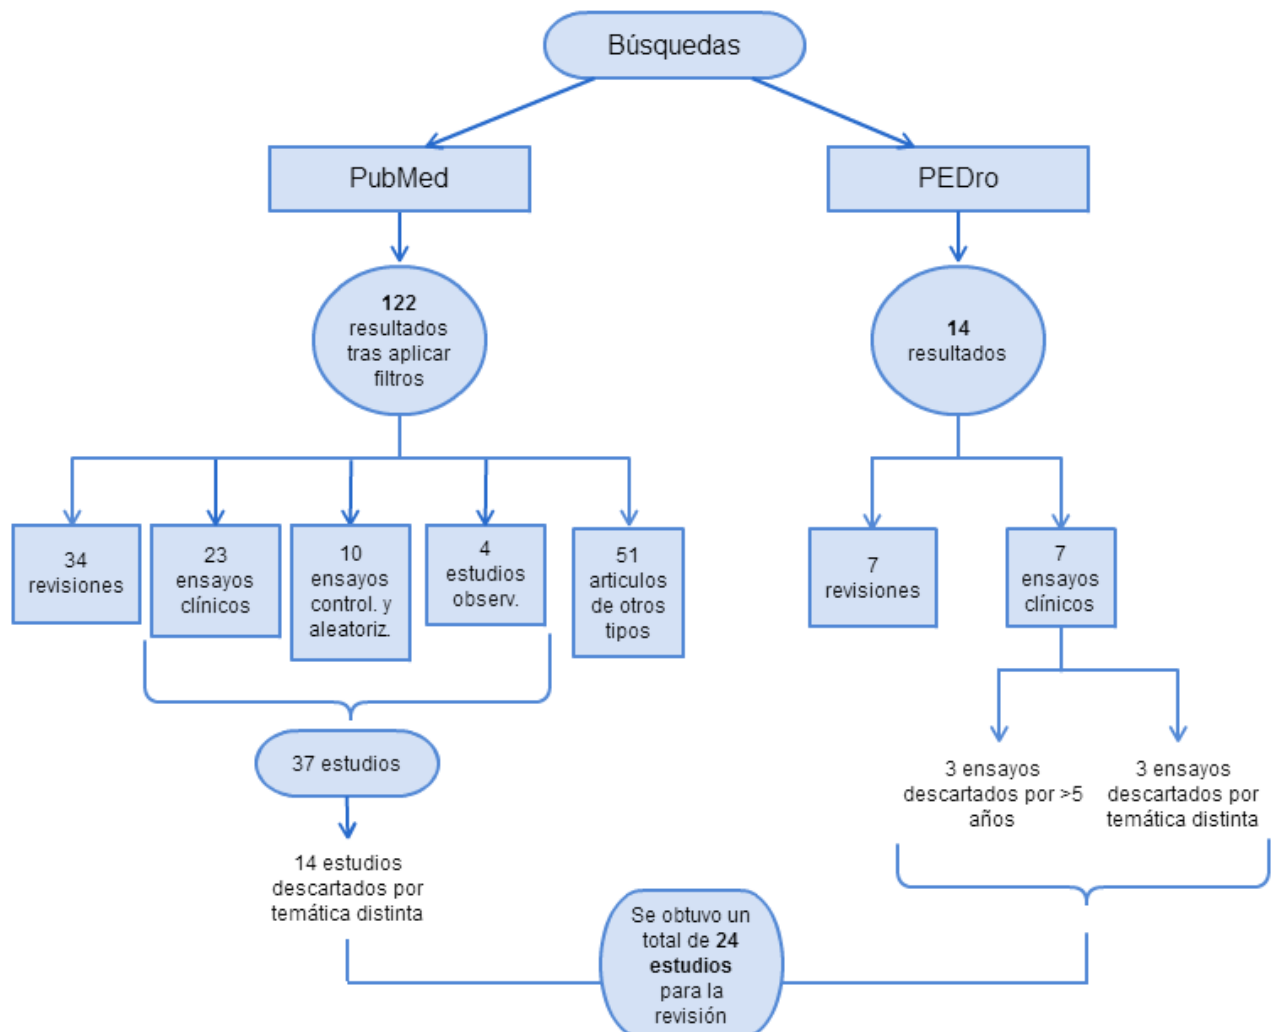 Búsquedas
PubMed
PEDro
122
resultados
tras aplicar
filtros
14
resultados
34
revisiones
23
ensayos
clínicos
10
ensayos
control. y
aleatoriz.
4
estudios
observ.
51
articulos
de otros
tipos
7
revisiones
7
ensayos
clínicos
37 estudios
3 ensayos
descartados por >5
años
3 ensayos
descartados por
temática distinta
14 estudios
descartados por
temática distinta
Se obtuvo un
total de 24
estudios
para la
revisión